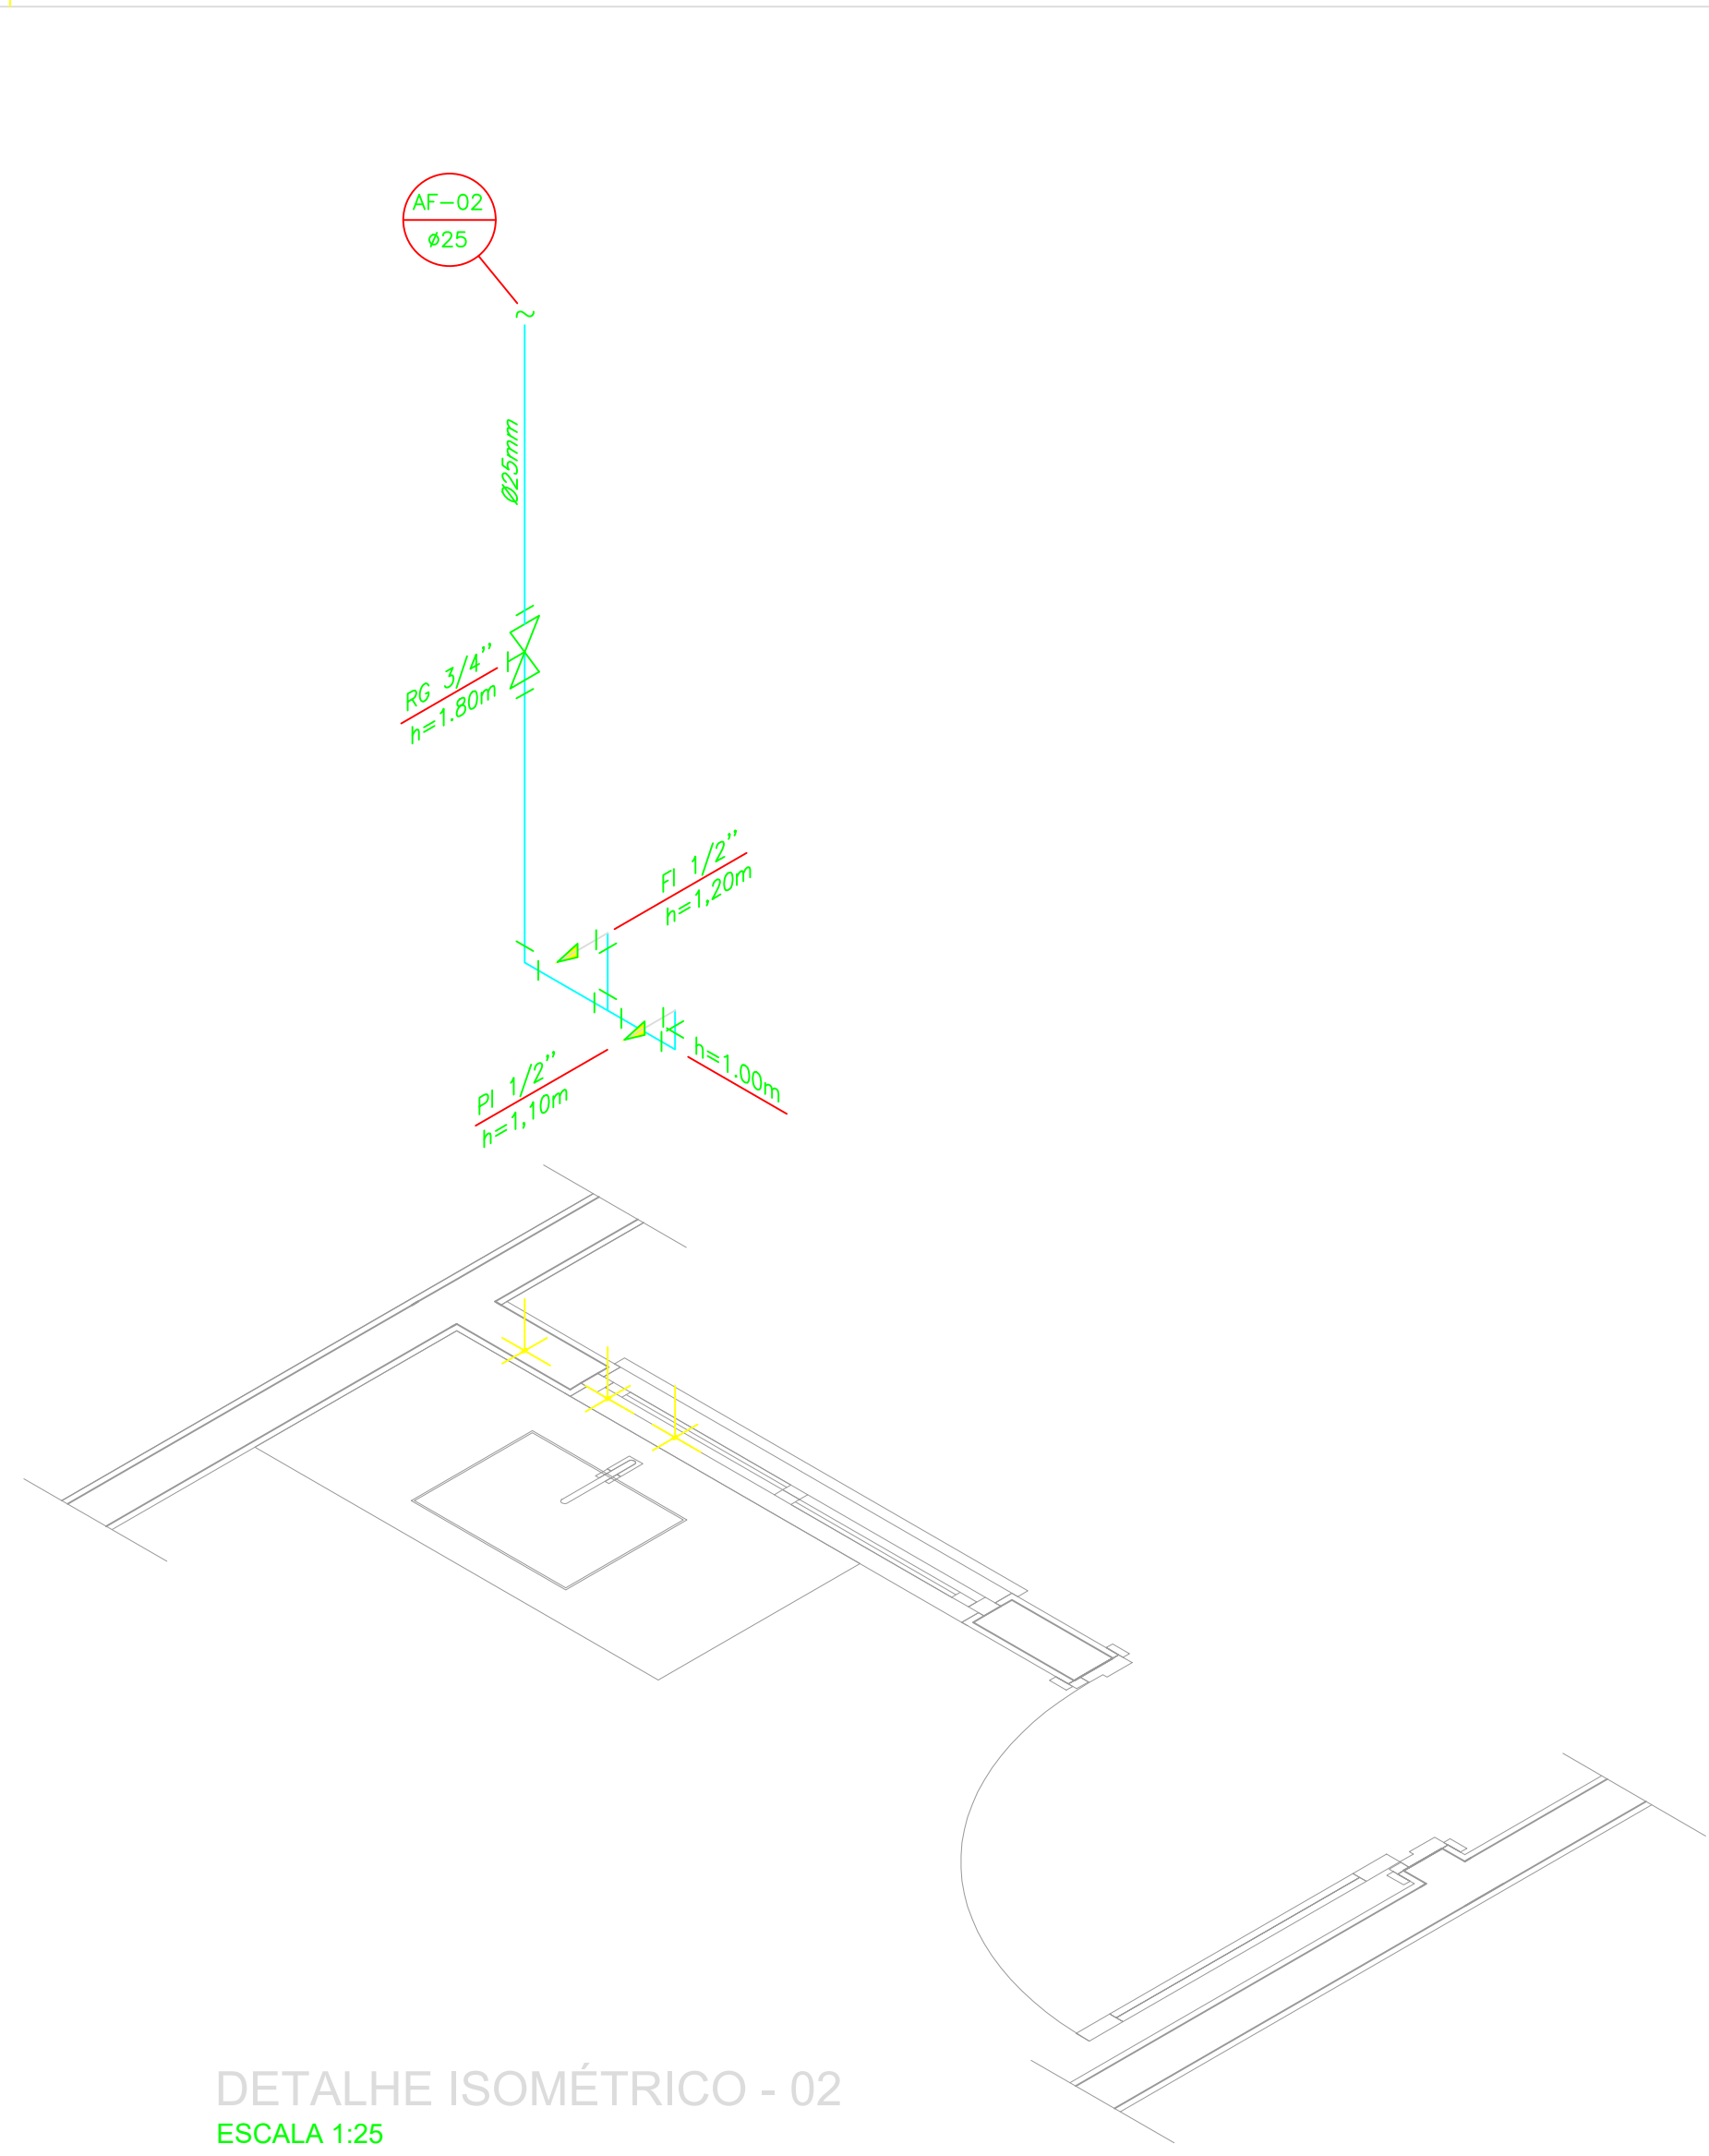 AF-02
Ø25
Ø25mm
RG 3/4''
h=1.80m
FI 1/2''
h=1,20m
h=1.00m
PI 1/2''
h=1,10m
DETALHE ISOMÉTRICO - 02
ESCALA 1:25